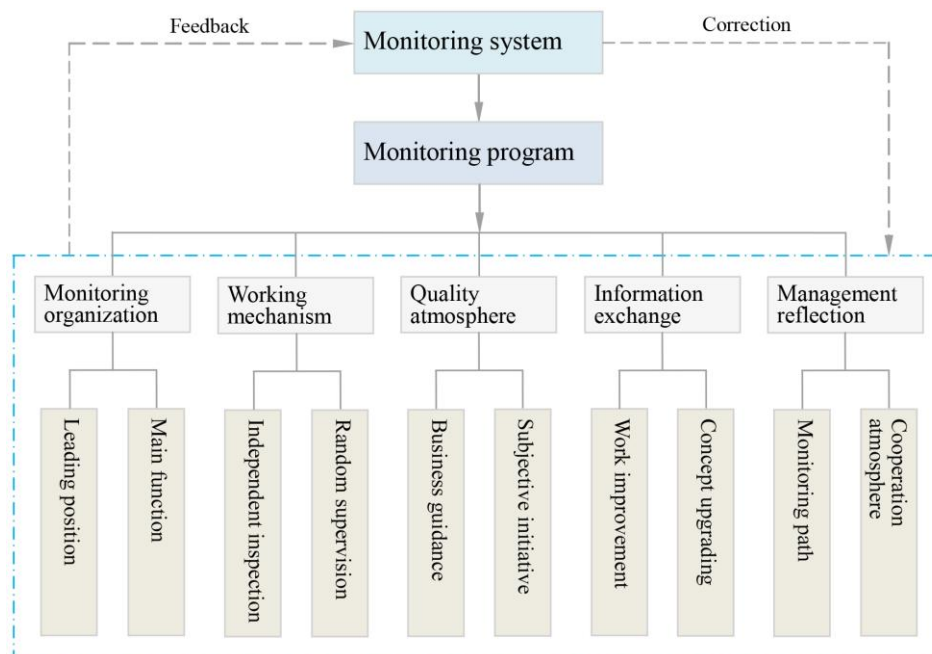 Feedback
Monitoring system
Correction
Monitoring program
Monitoring
organization
Working
mechanism
Quality
atmosphere
Information
exchange
Management
reflection
Leading position
Main function
Independent inspection
Random supervision
Business guidance
Subjective initiative
Work improvement
Concept upgrading
Monitoring path
Cooperation
atmosphere